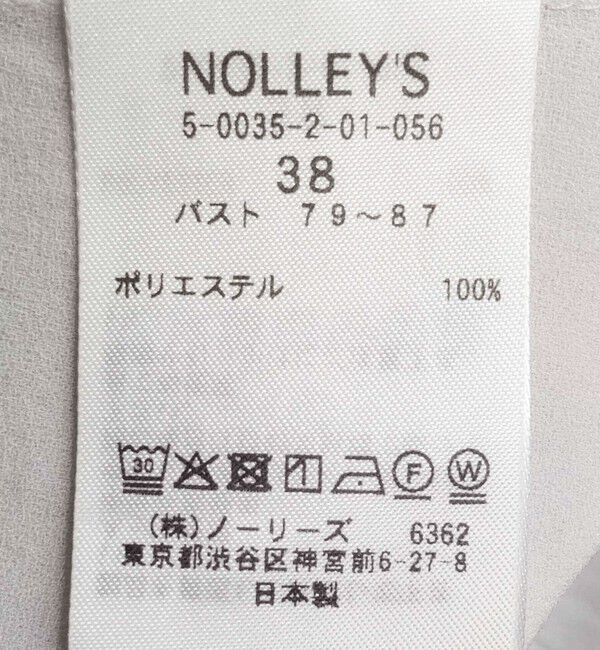 NOLLEY'S
5-0035-2-01-056
38
バスト 79～87
ポリエステル 100%
30 F W
(株)ノーリーズ 6362
東京都渋谷区神宮前6-27-8
日本製